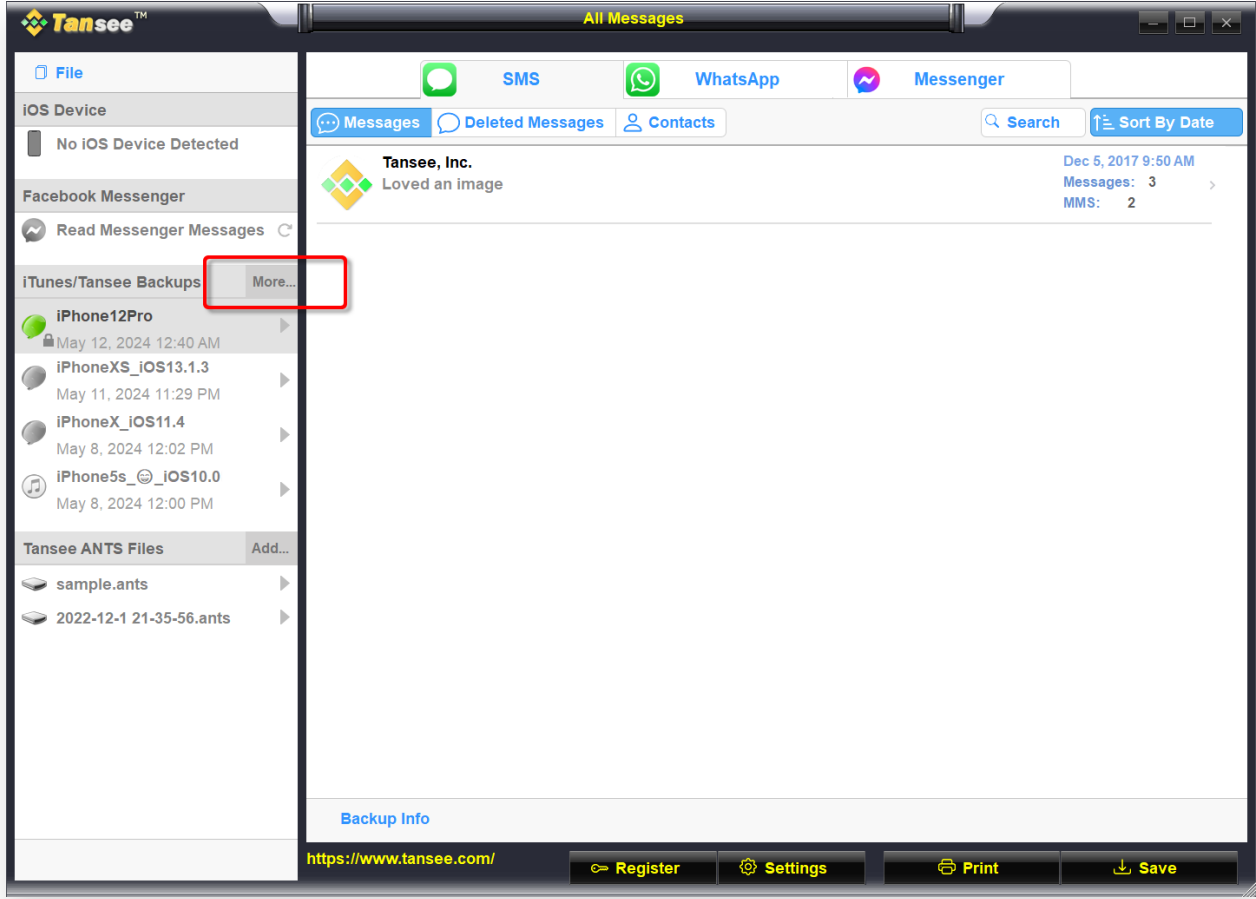 Tansee™
All Messages
File
iOS Device
No iOS Device Detected
Facebook Messenger
Read Messenger Messages
iTunes/Tansee Backups
More...
iPhone12Pro
May 12, 2024 12:40 AM
iPhoneXS_iOS13.1.3
May 11, 2024 11:29 PM
iPhoneX_iOS11.4
May 8, 2024 12:02 PM
iPhone5s_😊_iOS10.0
May 8, 2024 12:00 PM
Tansee ANTS Files
Add...
sample.ants
2022-12-1 21-35-56.ants
SMS
WhatsApp
Messenger
Messages
Deleted Messages
Contacts
Search
Sort By Date
Tansee, Inc.
Loved an image
Dec 5, 2017 9:50 AM
Messages: 3
MMS: 2
Backup Info
https://www.tansee.com/
Register
Settings
Print
Save